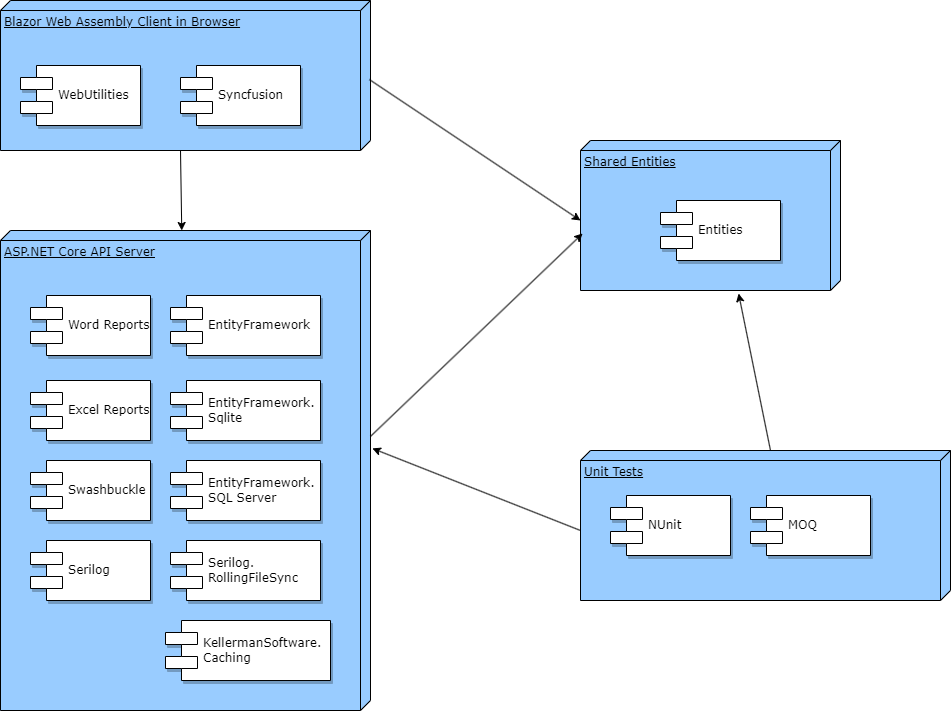 Blazor Web Assembly Client in Browser
WebUtilities
Syncfusion
Shared Entities
Entities
ASP.NET Core API Server
Word Reports
EntityFramework
Excel Reports
EntityFramework.
Sqlite
Swashbuckle
EntityFramework.
SQL Server
Serilog
Serilog.
RollingFileSync
KellermanSoftware.
Caching
Unit Tests
NUnit
MOQ